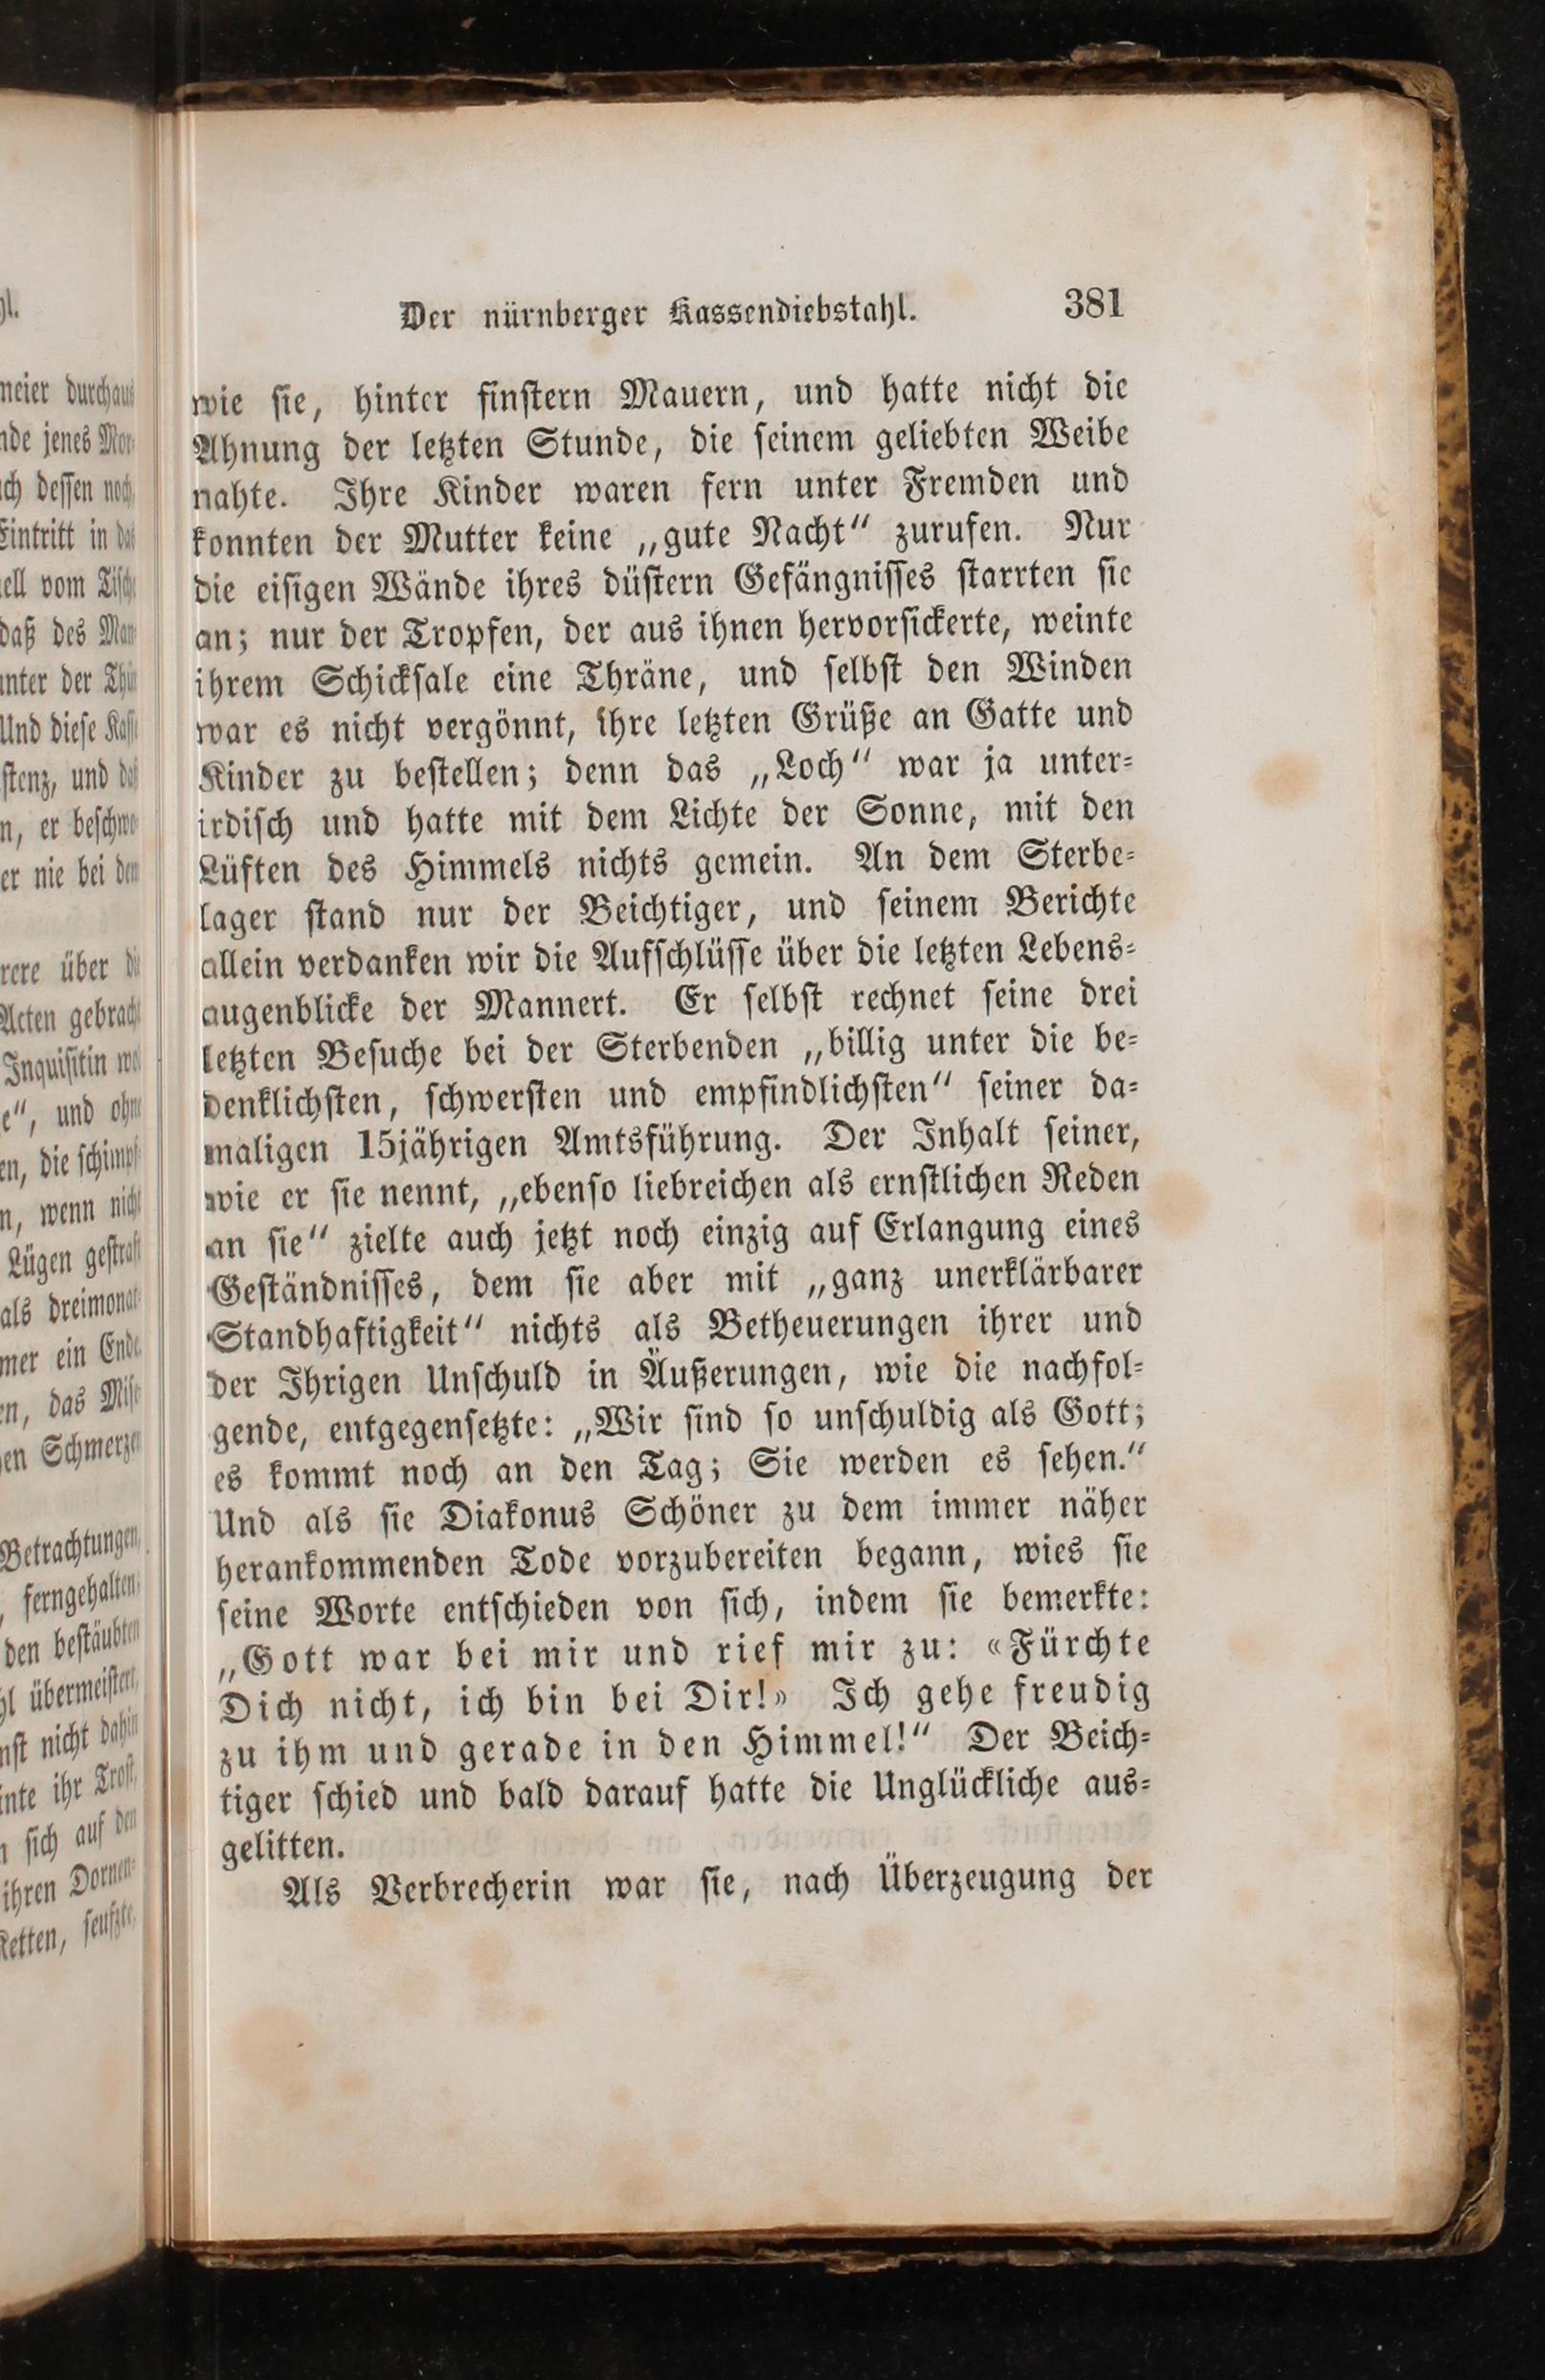 Der nürnberger Kassendiebstahl. 381
wie sie, hinter finstern Mauern, und hatte nicht die
Ahnung der letzten Stunde, die seinem geliebten Weibe
nahte. Ihre Kinder waren fern unter Fremden und
konnten der Mutter keine „gute Nacht“ zurufen. Nur
die eisigen Wände ihres düstern Gefängnisses starrten sie
an; nur der Tropfen, der aus ihnen hervorsickerte, weinte
ihrem Schicksale eine Thräne, und selbst den Winden
war es nicht vergönnt, ihre letzten Grüße an Gatte und
Kinder zu bestellen; denn das „Loch“ war ja unter-
irdisch und hatte mit dem Lichte der Sonne, mit den
Lüften des Himmels nichts gemein. An dem Sterbe-
lager stand nur der Beichtiger, und seinem Berichte
allein verdanken wir die Aufschlüsse über die letzten Lebens-
augenblicke der Mannert. Er selbst rechnet seine drei
letzten Besuche bei der Sterbenden „billig unter die be-
denklichsten, schwersten und empfindlichsten“ seiner da-
maligen 15jährigen Amtsführung. Der Inhalt seiner,
wie er sie nennt, „ebenso liebreichen als ernstlichen Reden
an sie“ zielte auch jetzt noch einzig auf Erlangung eines
Geständnisses, dem sie aber mit „ganz unerklärbarer
Standhaftigkeit“ nichts als Betheuerungen ihrer und
der Ihrigen Unschuld in Äußerungen, wie die nachfol-
gende, entgegensetzte: „Wir sind so unschuldig als Gott;
es kommt noch an den Tag; Sie werden es sehen.“
Und als sie Diakonus Schöner zu dem immer näher
herankommenden Tode vorzubereiten begann, wies sie
seine Worte entschieden von sich, indem sie bemerkte:
„Gott war bei mir und rief mir zu: «Fürchte
Dich nicht, ich bin bei Dir!» Ich gehe freudig
zu ihm und gerade in den Himmel!“ Der Beich-
tiger schied und bald darauf hatte die Unglückliche aus-
gelitten.
Als Verbrecherin war sie, nach Überzeugung der